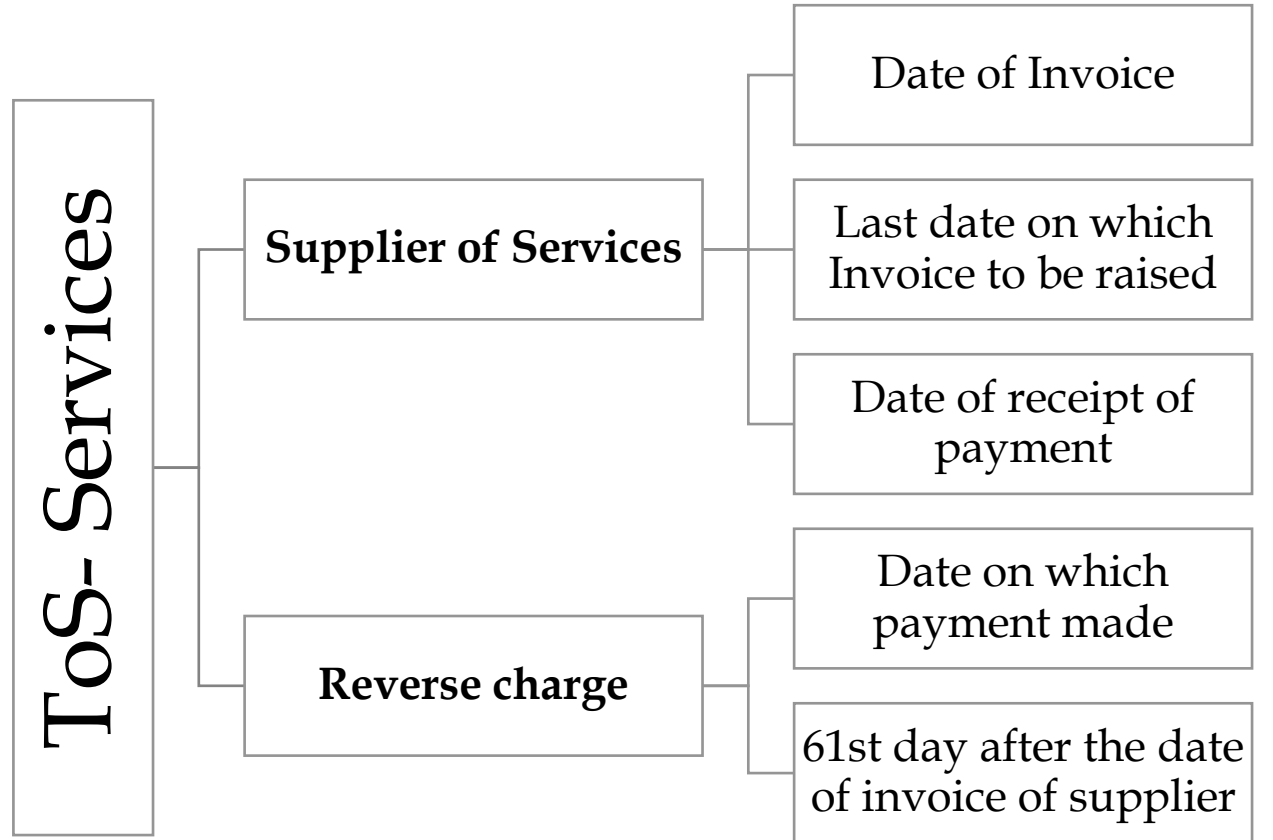 ToS- Services
Supplier of Services
Date of Invoice
Last date on which
Invoice to be raised
Date of receipt of
payment
Reverse charge
Date on which
payment made
61st day after the date
of invoice of supplier